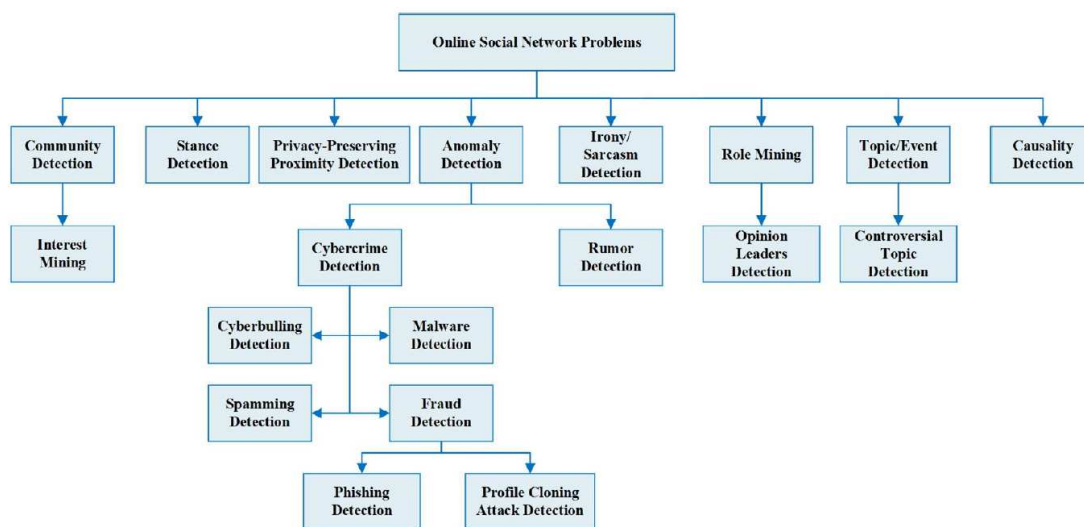 Online Social Network Problems
Community
Detection
Stance
Detection
Privacy-Preserving
Proximity Detection
Anomaly
Detection
Irony/
Sarcasm
Detection
Role Mining
Topic/Event
Detection
Causality
Detection
Interest
Mining
Cybercrime
Detection
Rumor
Detection
Opinion
Leaders
Detection
Controversial
Topic
Detection
Cyberbulling
Detection
Malware
Detection
Spamming
Detection
Fraud
Detection
Phishing
Detection
Profile Cloning
Attack Detection